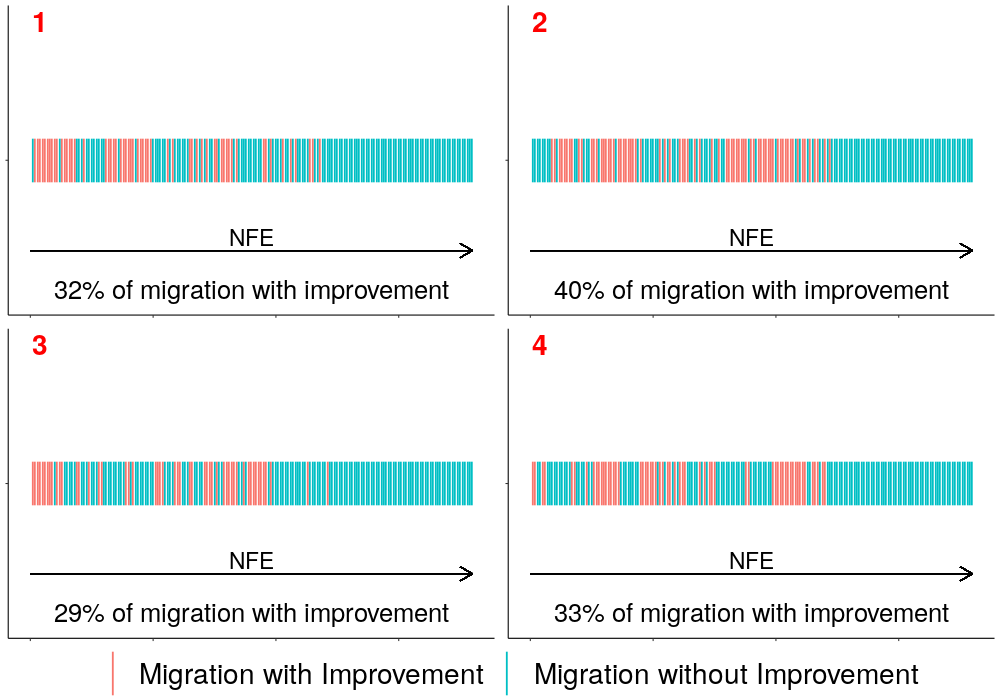 1
NFE
32% of migration with improvement
2
NFE
40% of migration with improvement
3
NFE
29% of migration with improvement
4
NFE
33% of migration with improvement
Migration with Improvement
Migration without Improvement